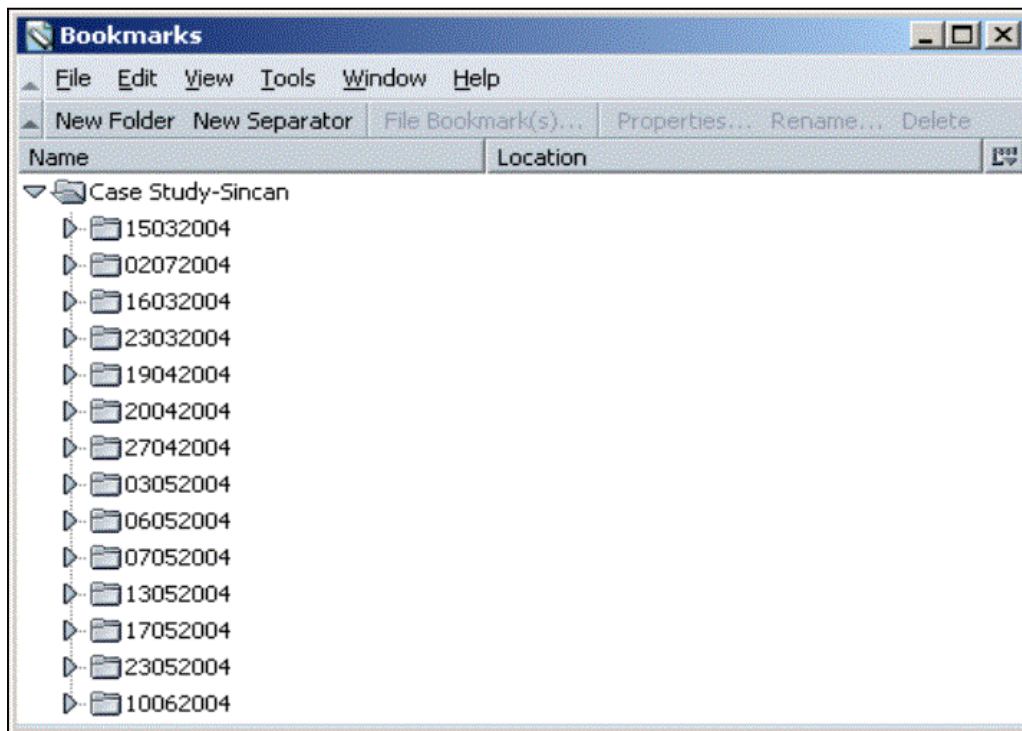 Bookmarks
File Edit View Tools Window Help
New Folder New Separator File Bookmark(s)... Properties... Rename... Delete
Name Location
Case Study-Sincan
15032004
02072004
16032004
23032004
19042004
20042004
27042004
03052004
06052004
07052004
13052004
17052004
23052004
10062004